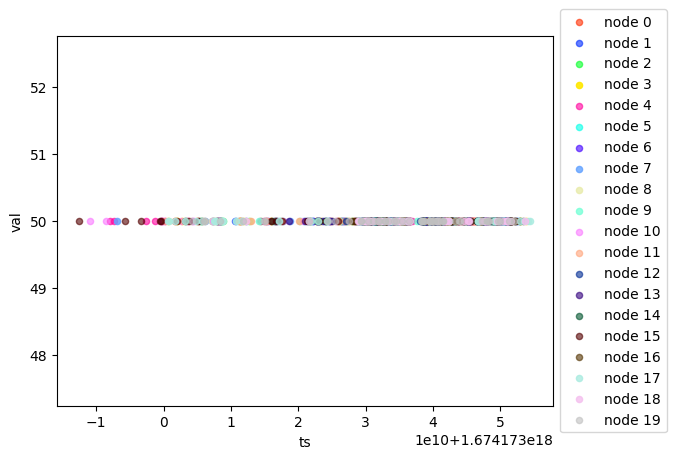 52
51
50
49
48
val
−1
0
1
2
3
4
5
ts
1e10+1.674173e18
node 0
node 1
node 2
node 3
node 4
node 5
node 6
node 7
node 8
node 9
node 10
node 11
node 12
node 13
node 14
node 15
node 16
node 17
node 18
node 19